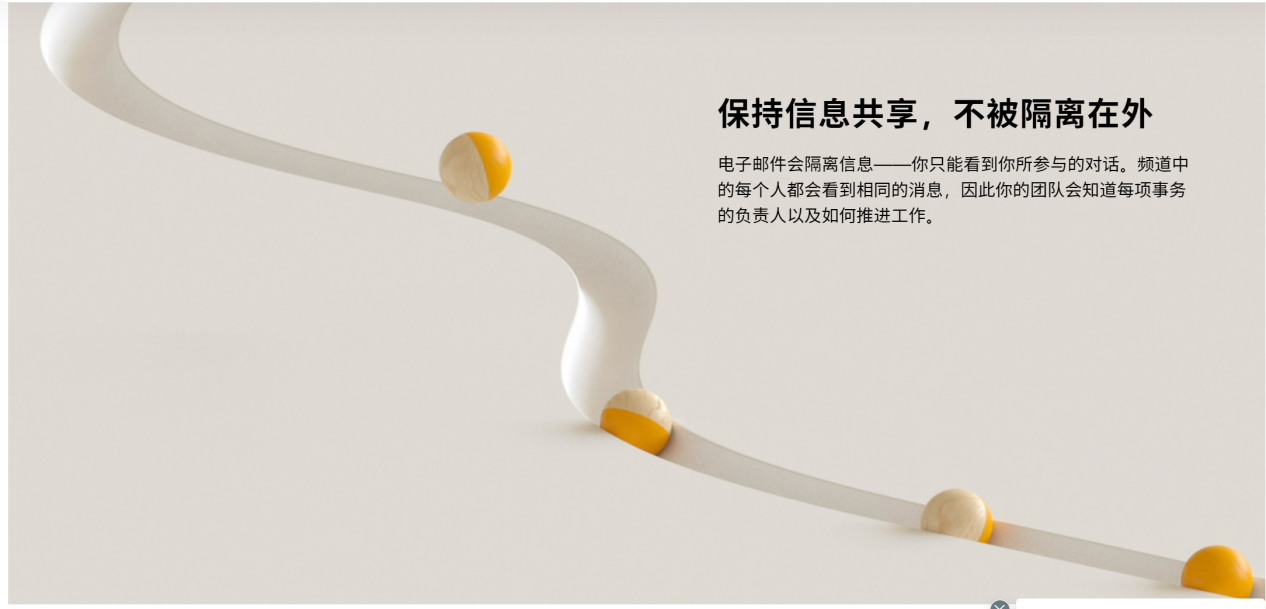 保持信息共享，不被隔离在外
电子邮件会隔离信息——你只能看到你所参与的对话。频道中
的每个人都会看到相同的消息，因此你的团队会知道每项事务
的负责人以及如何推进工作。